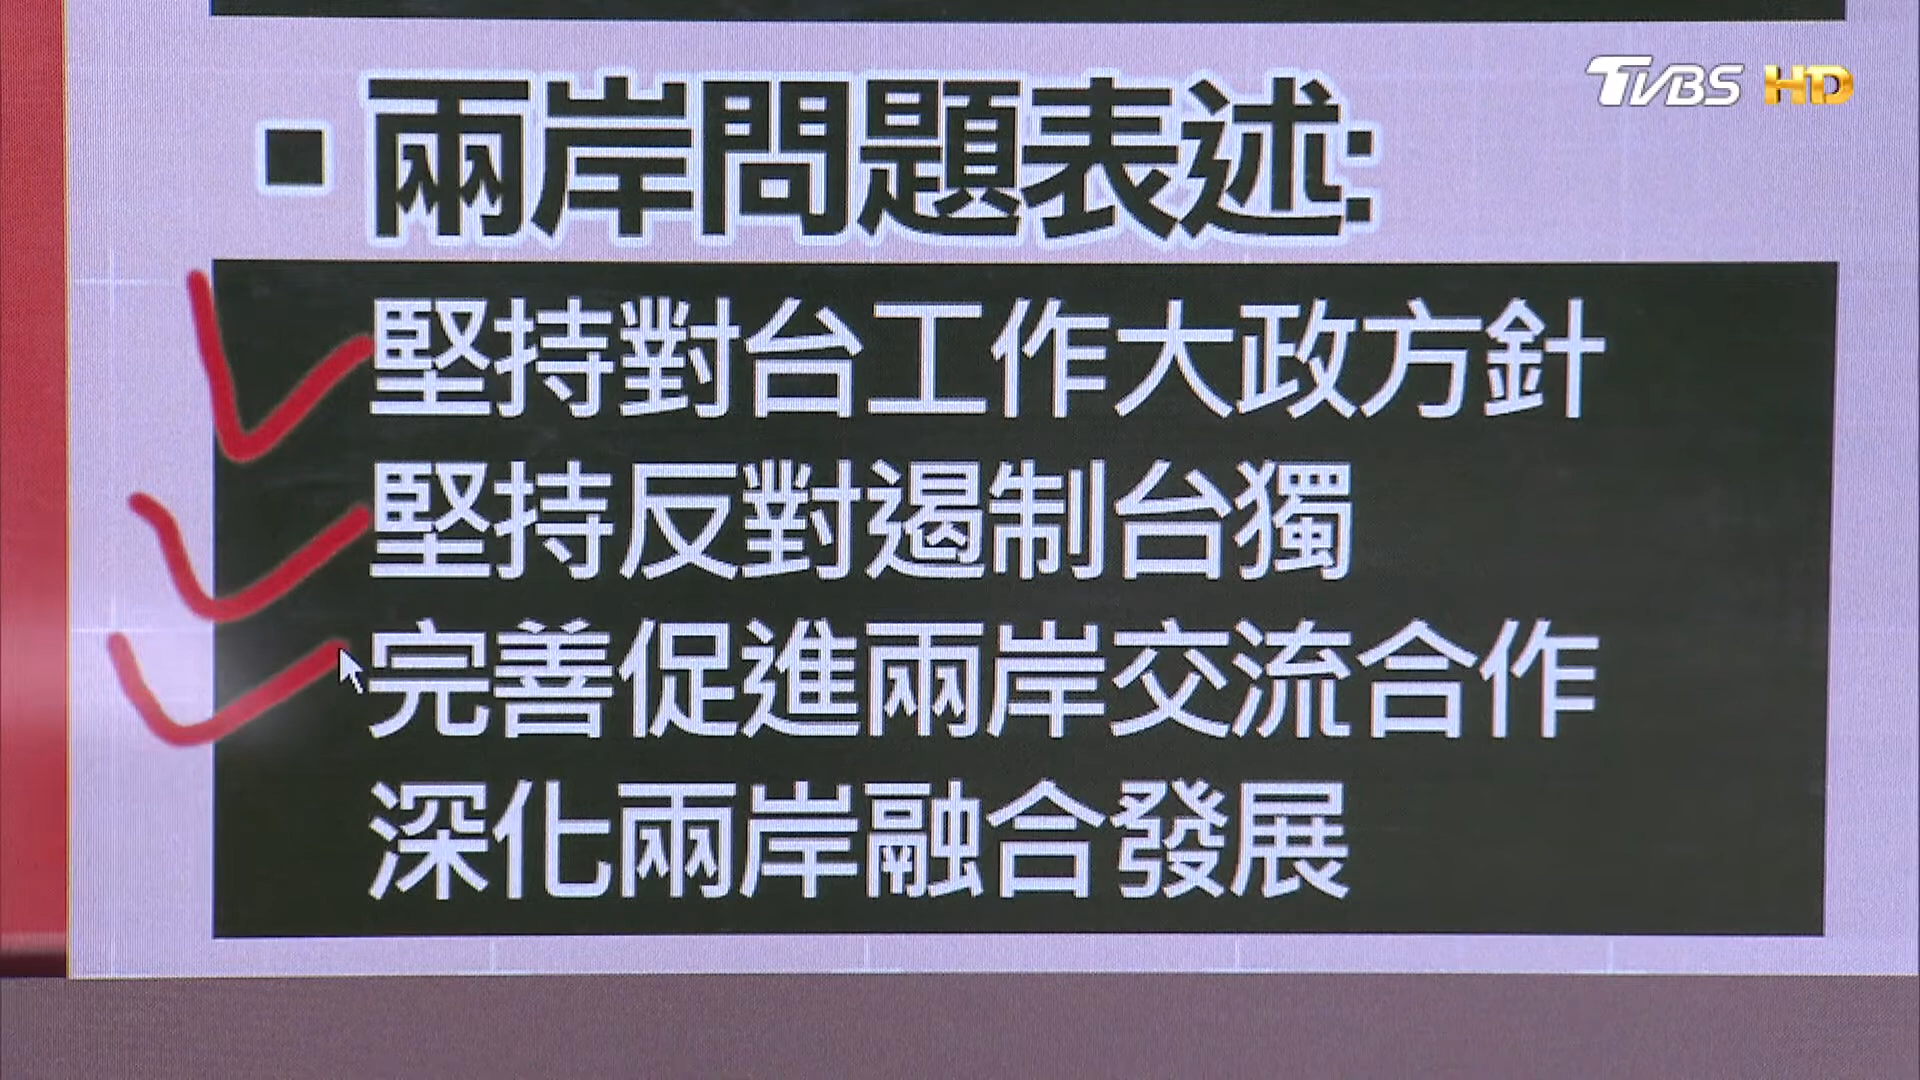 TVBS HD
▪兩岸問題表述:
堅持對台工作大政方針
堅持反對遏制台獨
完善促進兩岸交流合作
深化兩岸融合發展